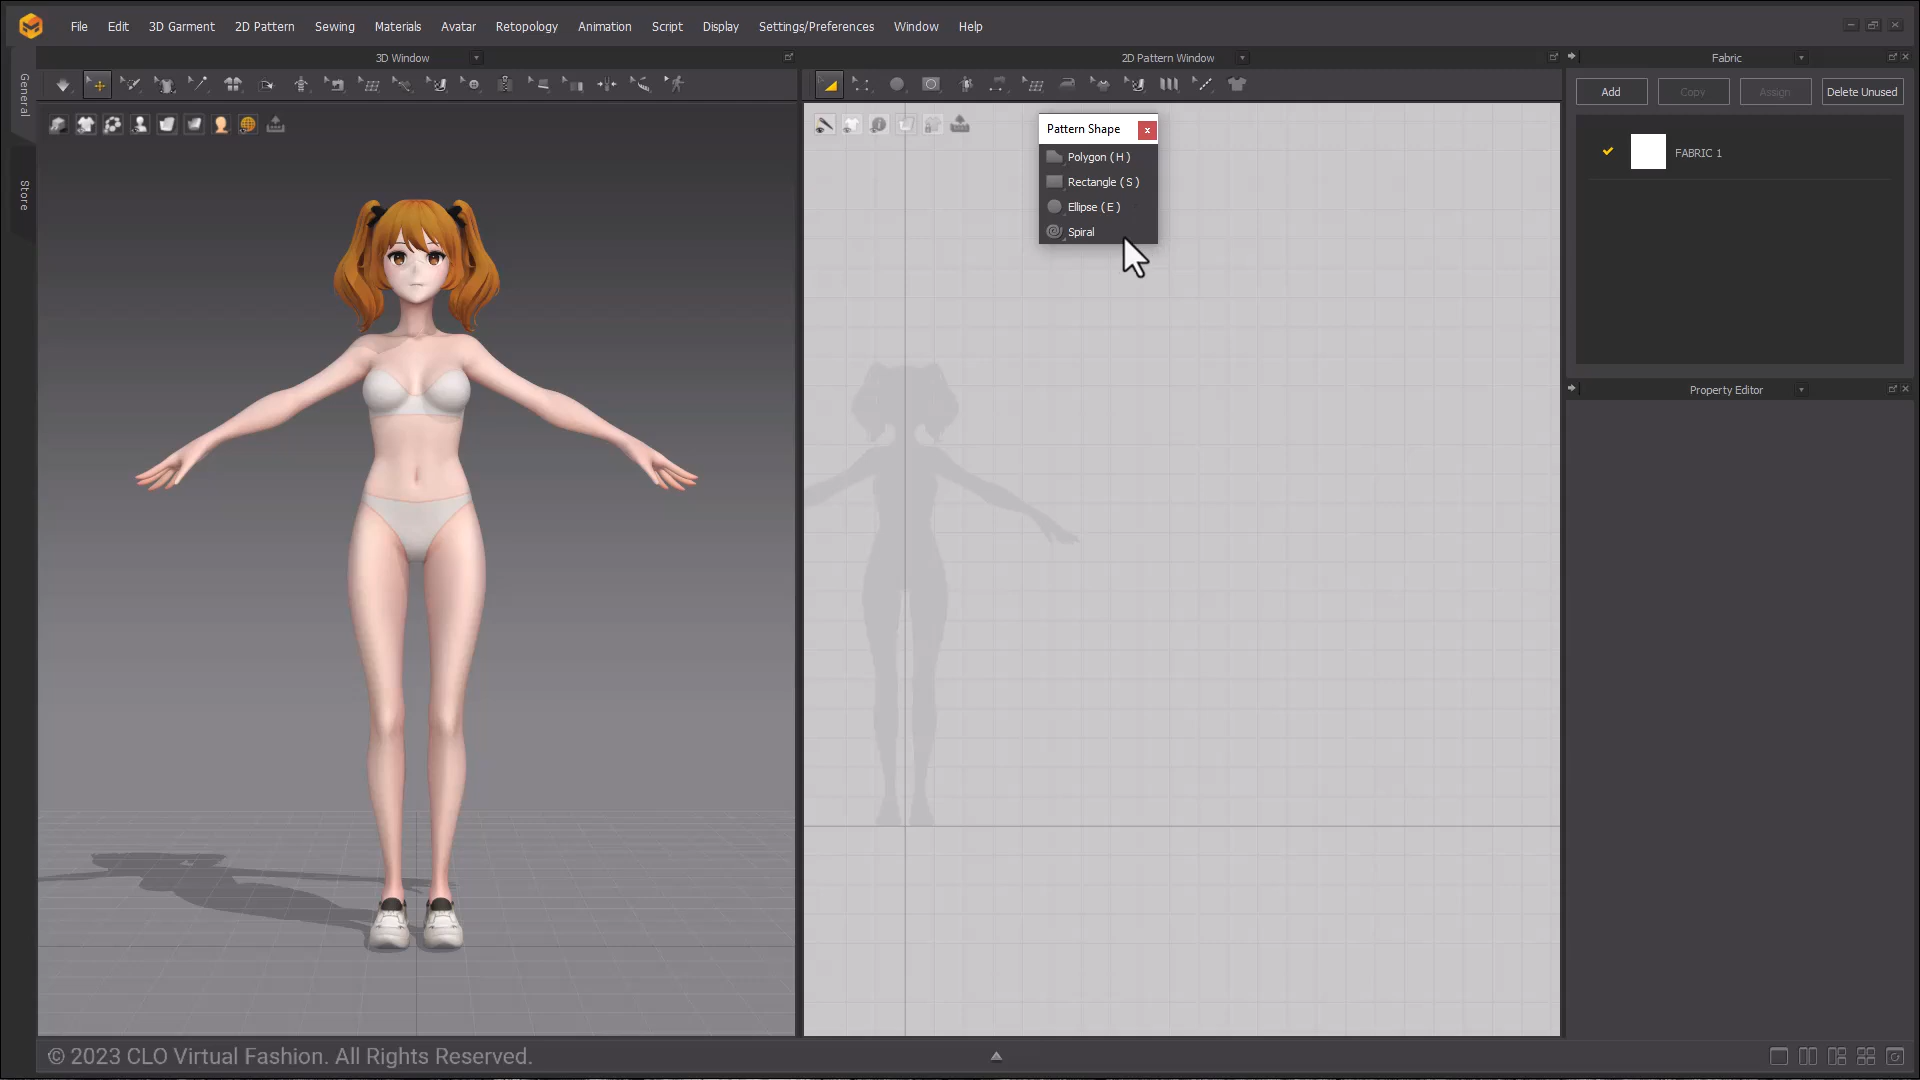 File Edit 3D Garment 2D Pattern Sewing Materials Avatar Retopology Animation Script Display Settings/Preferences Window Help
3D Window
2D Pattern Window
Fabric
General
Store
Add
Copy
Assign
Delete Unused
FABRIC 1
Pattern Shape
Polygon ( H )
Rectangle ( S )
Ellipse ( E )
Spiral
Property Editor
© 2023 CLO Virtual Fashion. All Rights Reserved.